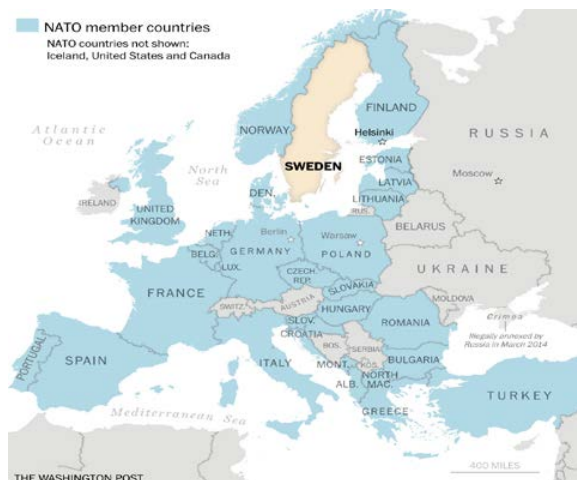 NATO member countries
NATO countries not shown:
Iceland, United States and Canada
Atlantic
Ocean
North
Sea
NORWAY
SWEDEN
FINLAND
Helsinki
RUSSIA
Moscow
ESTONIA
LATVIA
LITHUANIA
RUS.
DEN.
IRELAND
UNITED
KINGDOM
NETH.
BELG.
LUX.
Berlin
GERMANY
Warsaw
POLAND
BELARUS
UKRAINE
CZECH
REP.
SLOVAKIA
FRANCE
SWITZ.
AUSTRIA
HUNGARY
MOLDOVA
SLOV.
CROATIA
ROMANIA
Crimea
Illegally annexed by
Russia in March 2014
BOS.
SERBIA
PORTUGAL
SPAIN
ITALY
MONT.
KOS.
BULGARIA
NORTH
MAC.
ALB.
TURKEY
GREECE
Mediterranean Sea
400 MILES
THE WASHINGTON POST